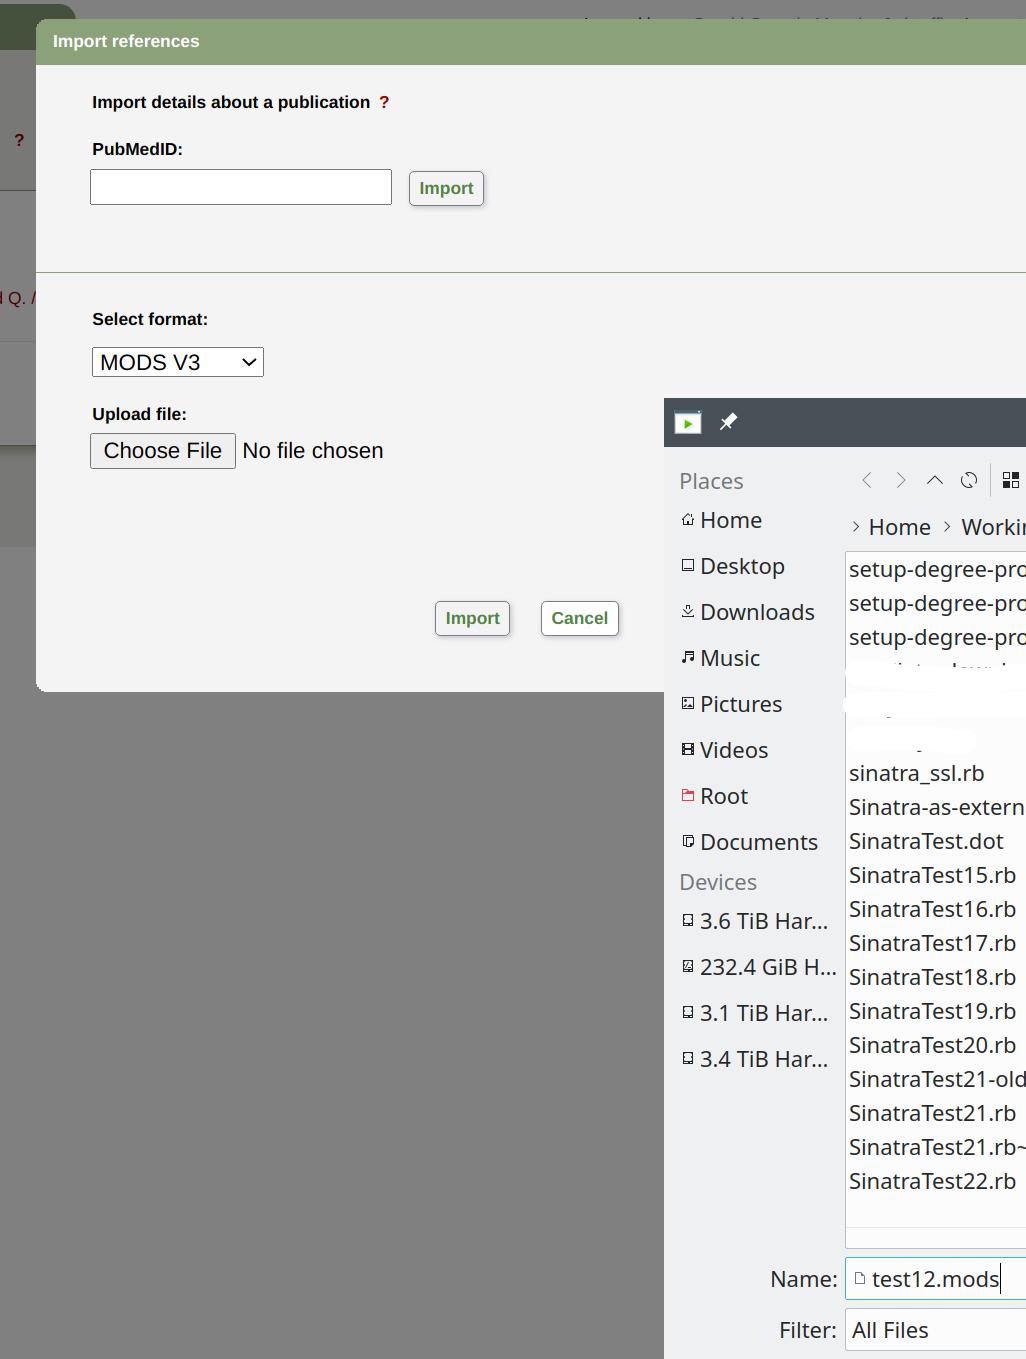 Import references
Import details about a publication ?
?
PubMedID:
Import
Q. /
Select format:
MODS V3
Upload file:
Choose File No file chosen
Import Cancel
Places
Home
Desktop
Downloads
Music
Pictures
Videos
Root
Documents
Devices
3.6 TiB Har...
232.4 GiB H...
3.1 TiB Har...
3.4 TiB Har...
> Home > Workin
setup-degree-pro
setup-degree-pro
setup-degree-pro
sinatra_ssl.rb
Sinatra-as-extern
SinatraTest.dot
SinatraTest15.rb
SinatraTest16.rb
SinatraTest17.rb
SinatraTest18.rb
SinatraTest19.rb
SinatraTest20.rb
SinatraTest21-old
SinatraTest21.rb
SinatraTest21.rb~
SinatraTest22.rb
Name: test12.mods
Filter: All Files